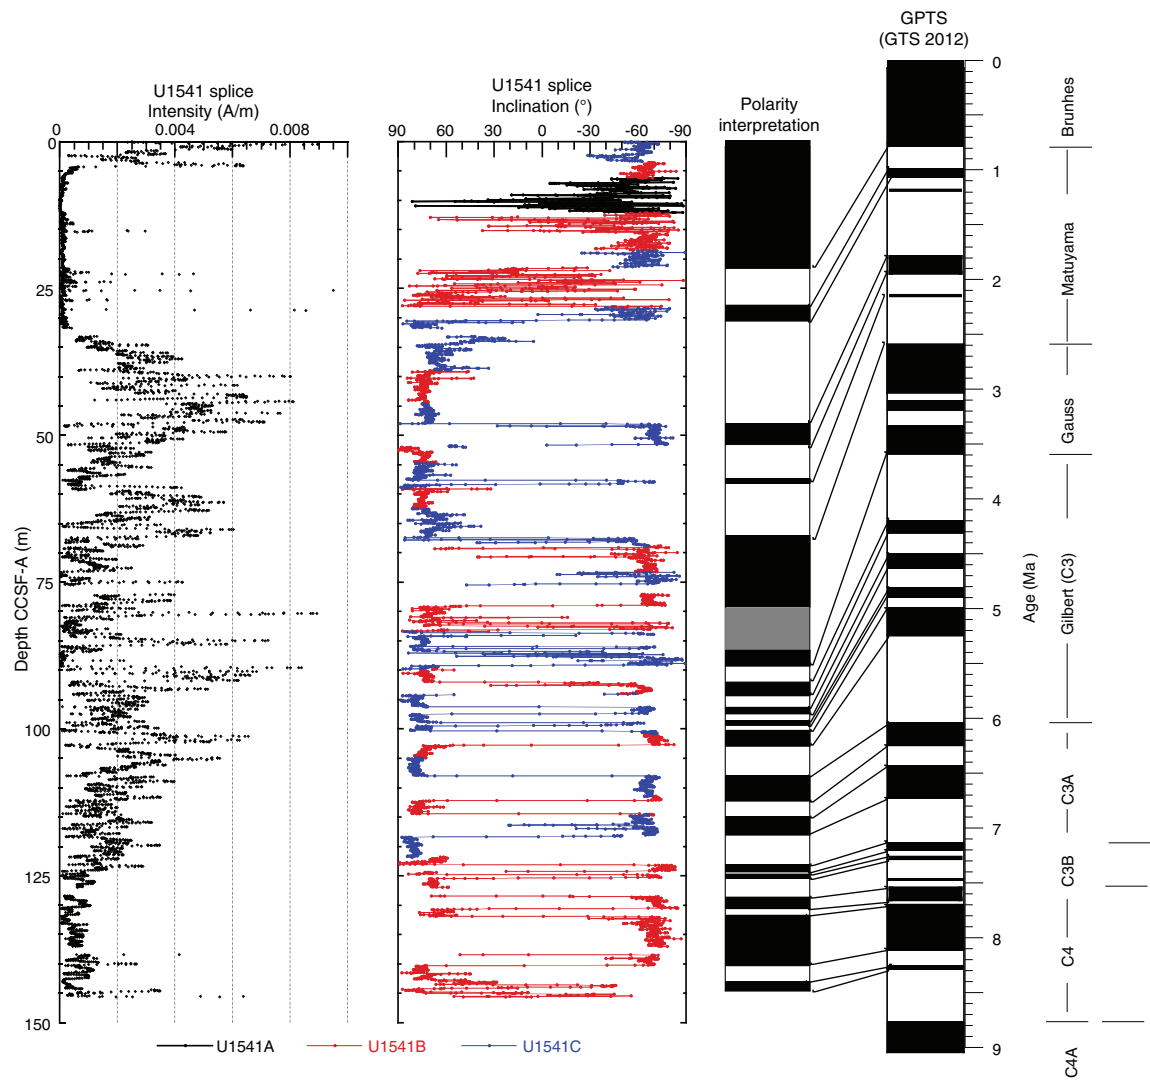 GPTS
(GTS 2012)
U1541 splice
Intensity (A/m)
U1541 splice
Inclination (°)
Polarity
interpretation
0 0.004 0.008
90 60 30 0 -30 -60 -90
0
25
50
75
100
125
150
Depth CCSF-A (m)
0
1
2
3
4
5
6
7
8
9
Age (Ma)
Brunhes
Matuyama
Gauss
Gilbert (C3)
C3A
C3B
C4
C4A
U1541A U1541B U1541C